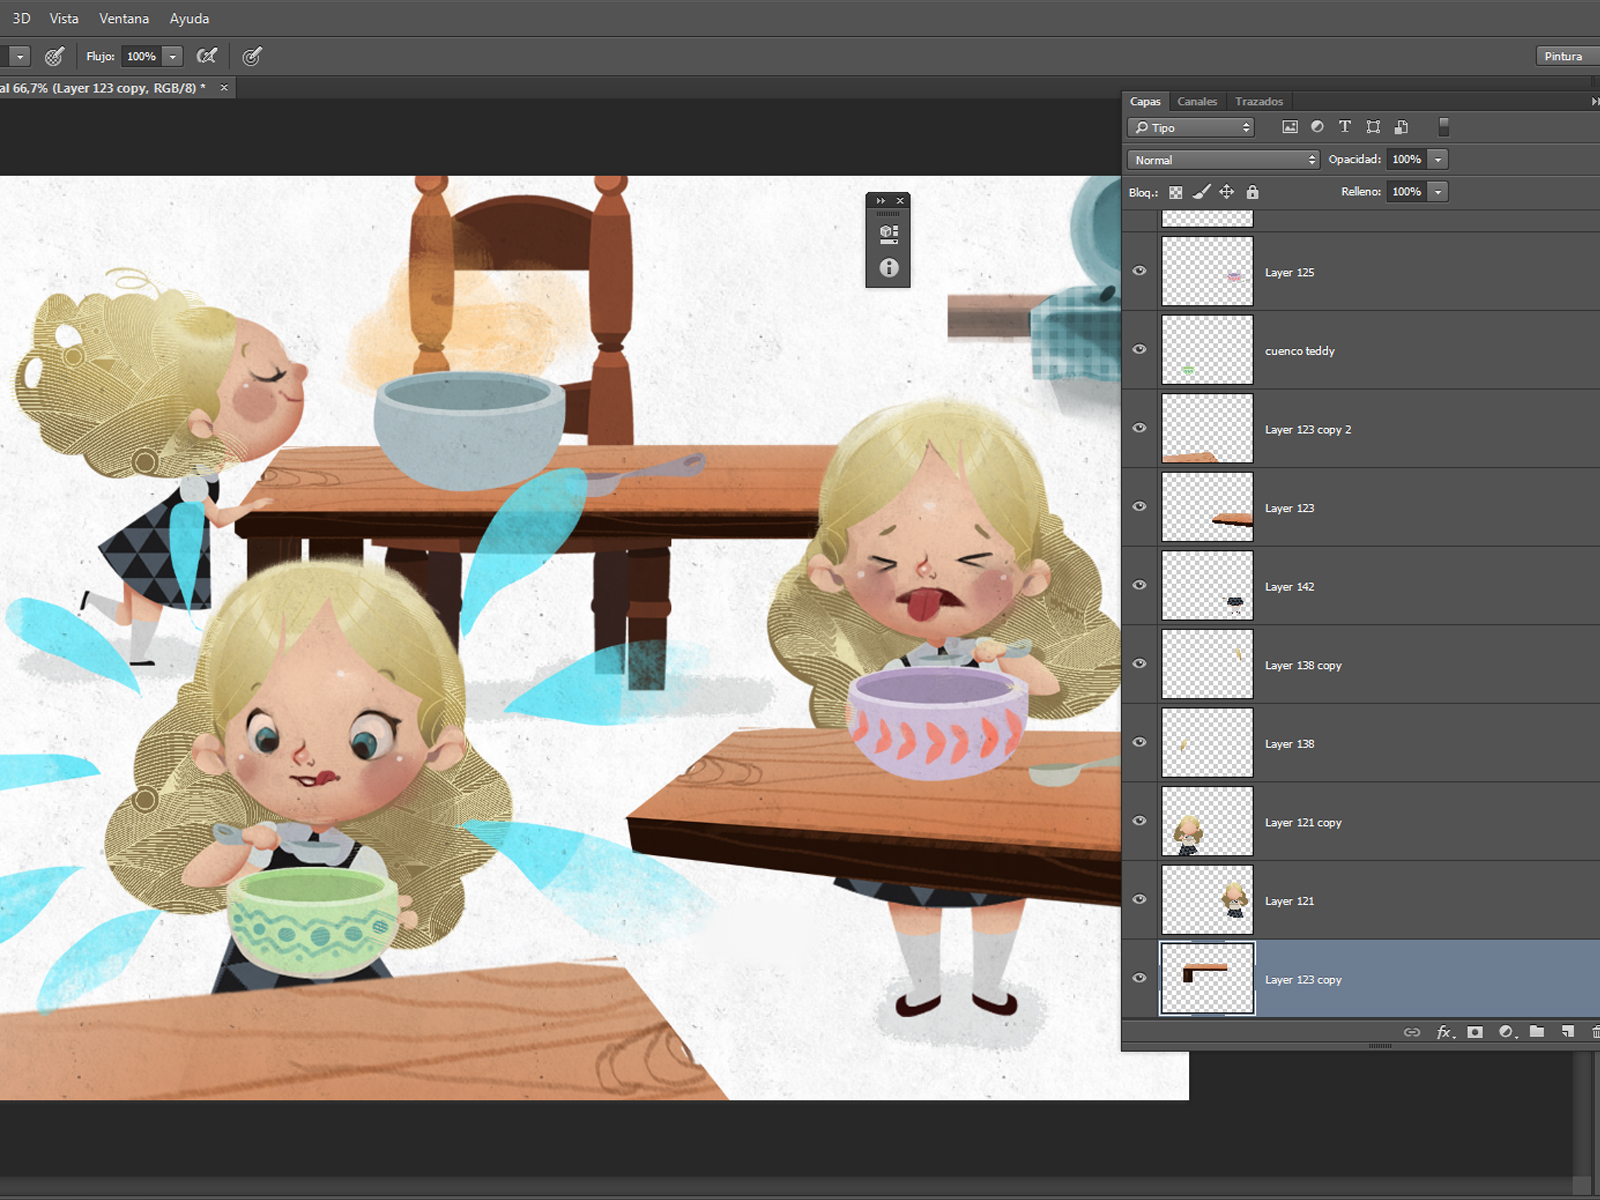 3D Vista Ventana Ayuda
Flujo: 100%
Pintura
al 66,7% (Layer 123 copy, RGB/8) * ×
Capas Canales Trazados
Tipo
Normal Opacidad: 100%
Bloq.: Relleno: 100%
Layer 125
cuenco teddy
Layer 123 copy 2
Layer 123
Layer 142
Layer 138 copy
Layer 138
Layer 121 copy
Layer 121
Layer 123 copy
fx